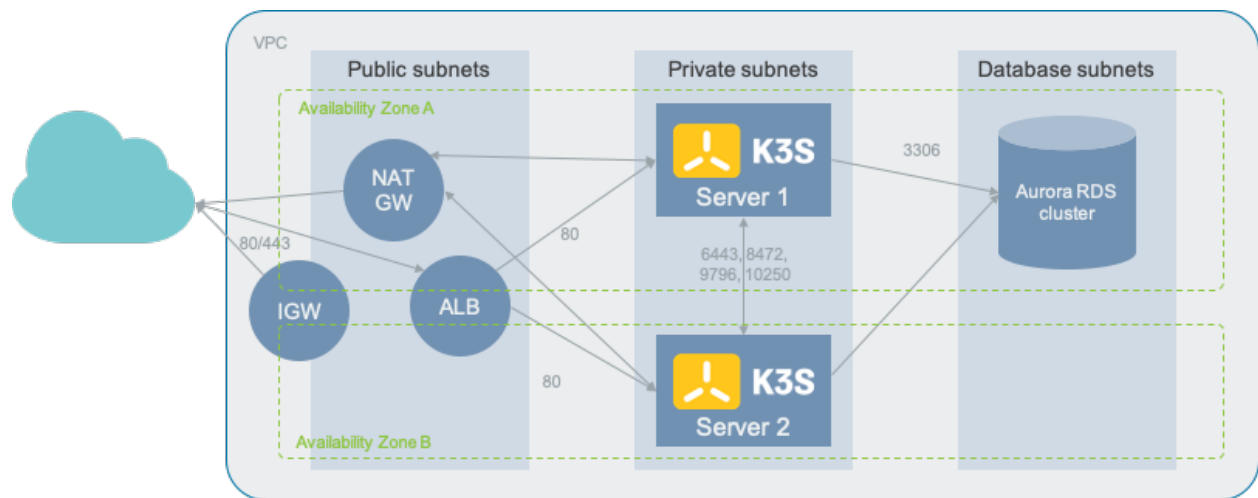 VPC
Public subnets
Private subnets
Database subnets
Availability Zone A
NAT
GW
K3S
Server 1
3306
Aurora RDS
cluster
80/443
80
6443, 8472,
9796, 10250
IGW
ALB
80
K3S
Server 2
Availability Zone B